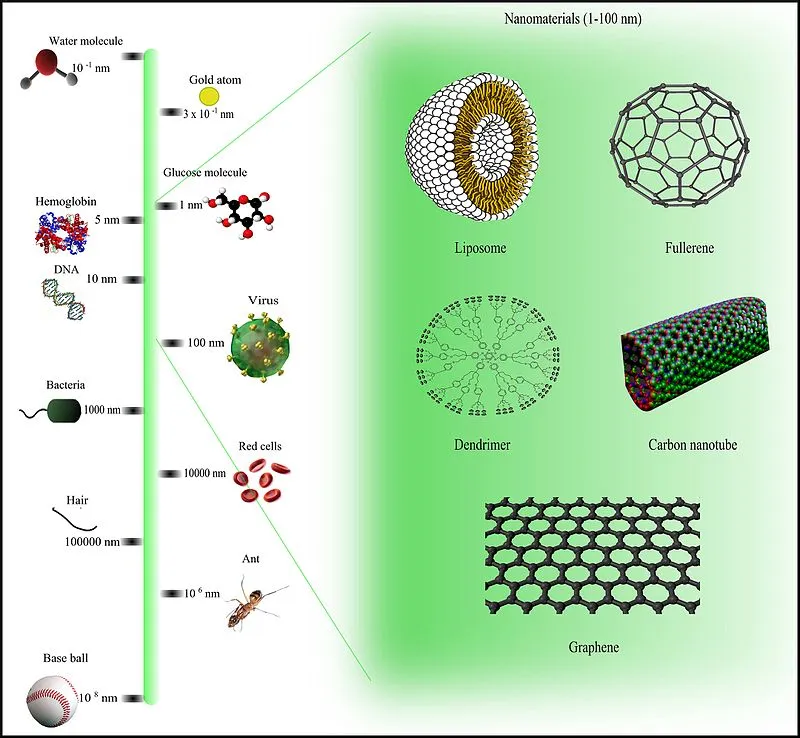 Nanomaterials (1-100 nm)
Water molecule
10 -1 nm
Gold atom
3 x 10 -1 nm
Glucose molecule
1 nm
Hemoglobin
5 nm
DNA
10 nm
Virus
100 nm
Bacteria
1000 nm
Red cells
10000 nm
Hair
100000 nm
Ant
10 6 nm
Base ball
10 8 nm
Liposome
Fullerene
Dendrimer
Carbon nanotube
Graphene